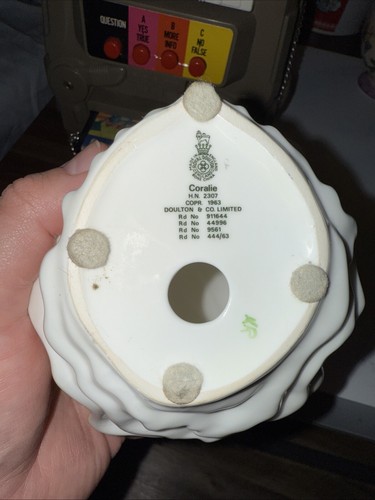 A
YES
TRUE
B
MORE
INFO
C
NO
FALSE
QUESTION
Coralie
H.N. 2307
COPR. 1963
DOULTON & CO. LIMITED
Rd No 911644
Rd No 44996
Rd No 9561
Rd No 444/63